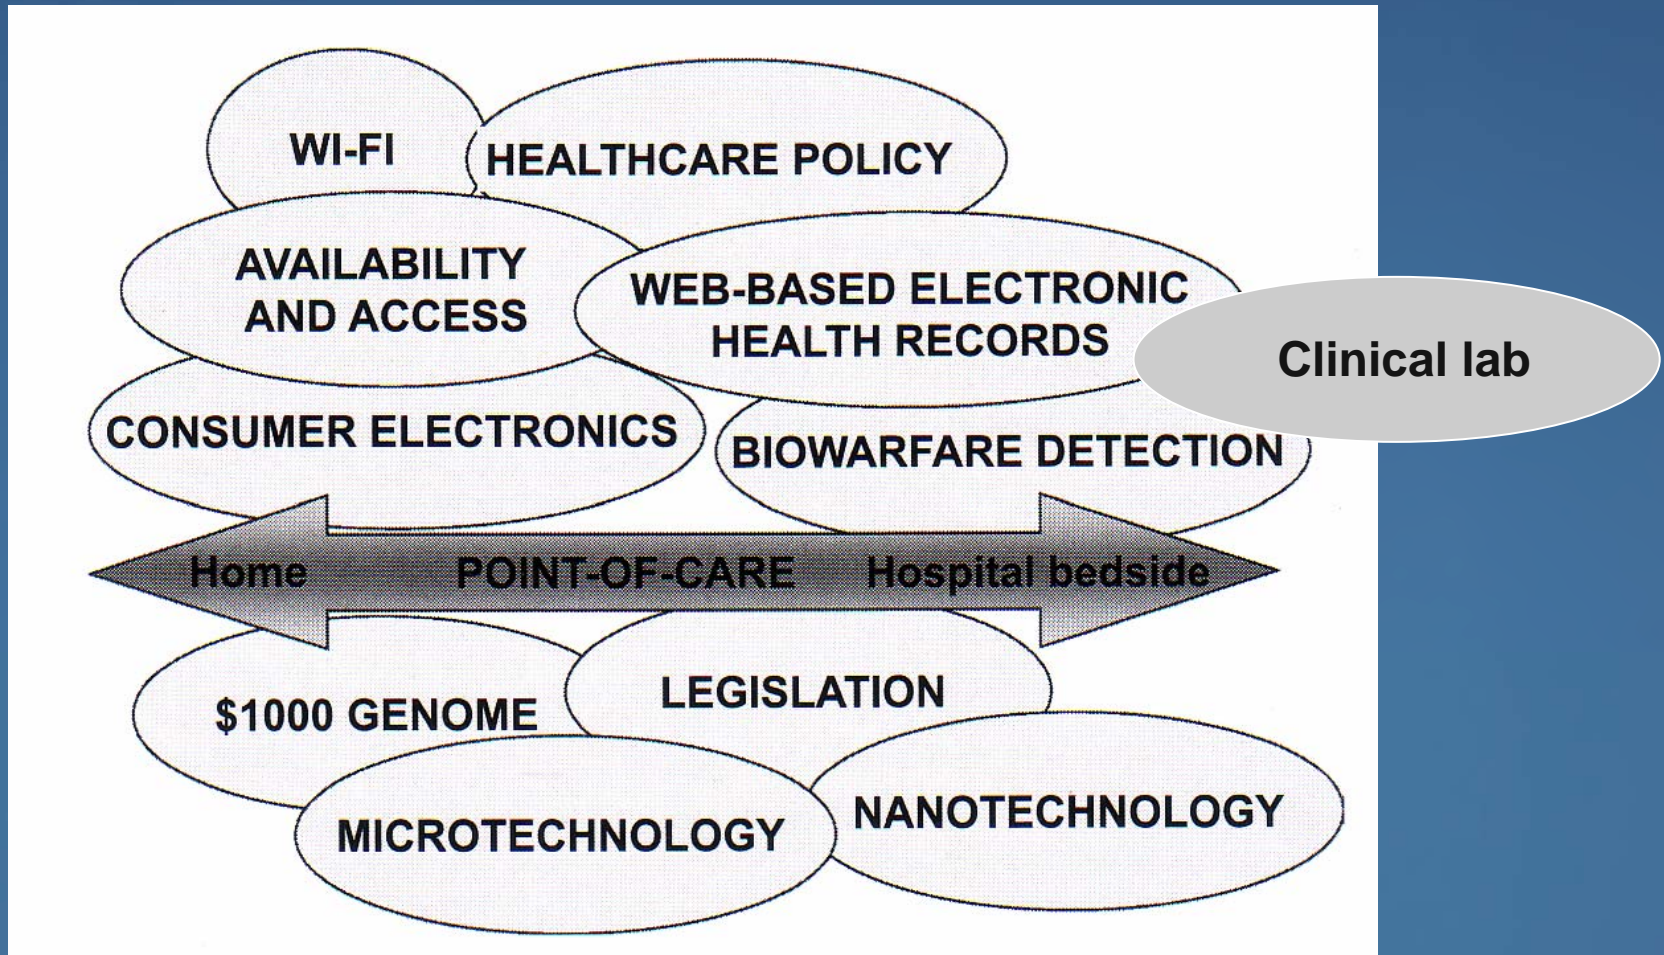 WI-FI
HEALTHCARE POLICY
AVAILABILITY
AND ACCESS
WEB-BASED ELECTRONIC
HEALTH RECORDS
Clinical lab
CONSUMER ELECTRONICS
BIOWARFARE DETECTION
Home POINT-OF-CARE Hospital bedside
$1000 GENOME
LEGISLATION
MICROTECHNOLOGY
NANOTECHNOLOGY